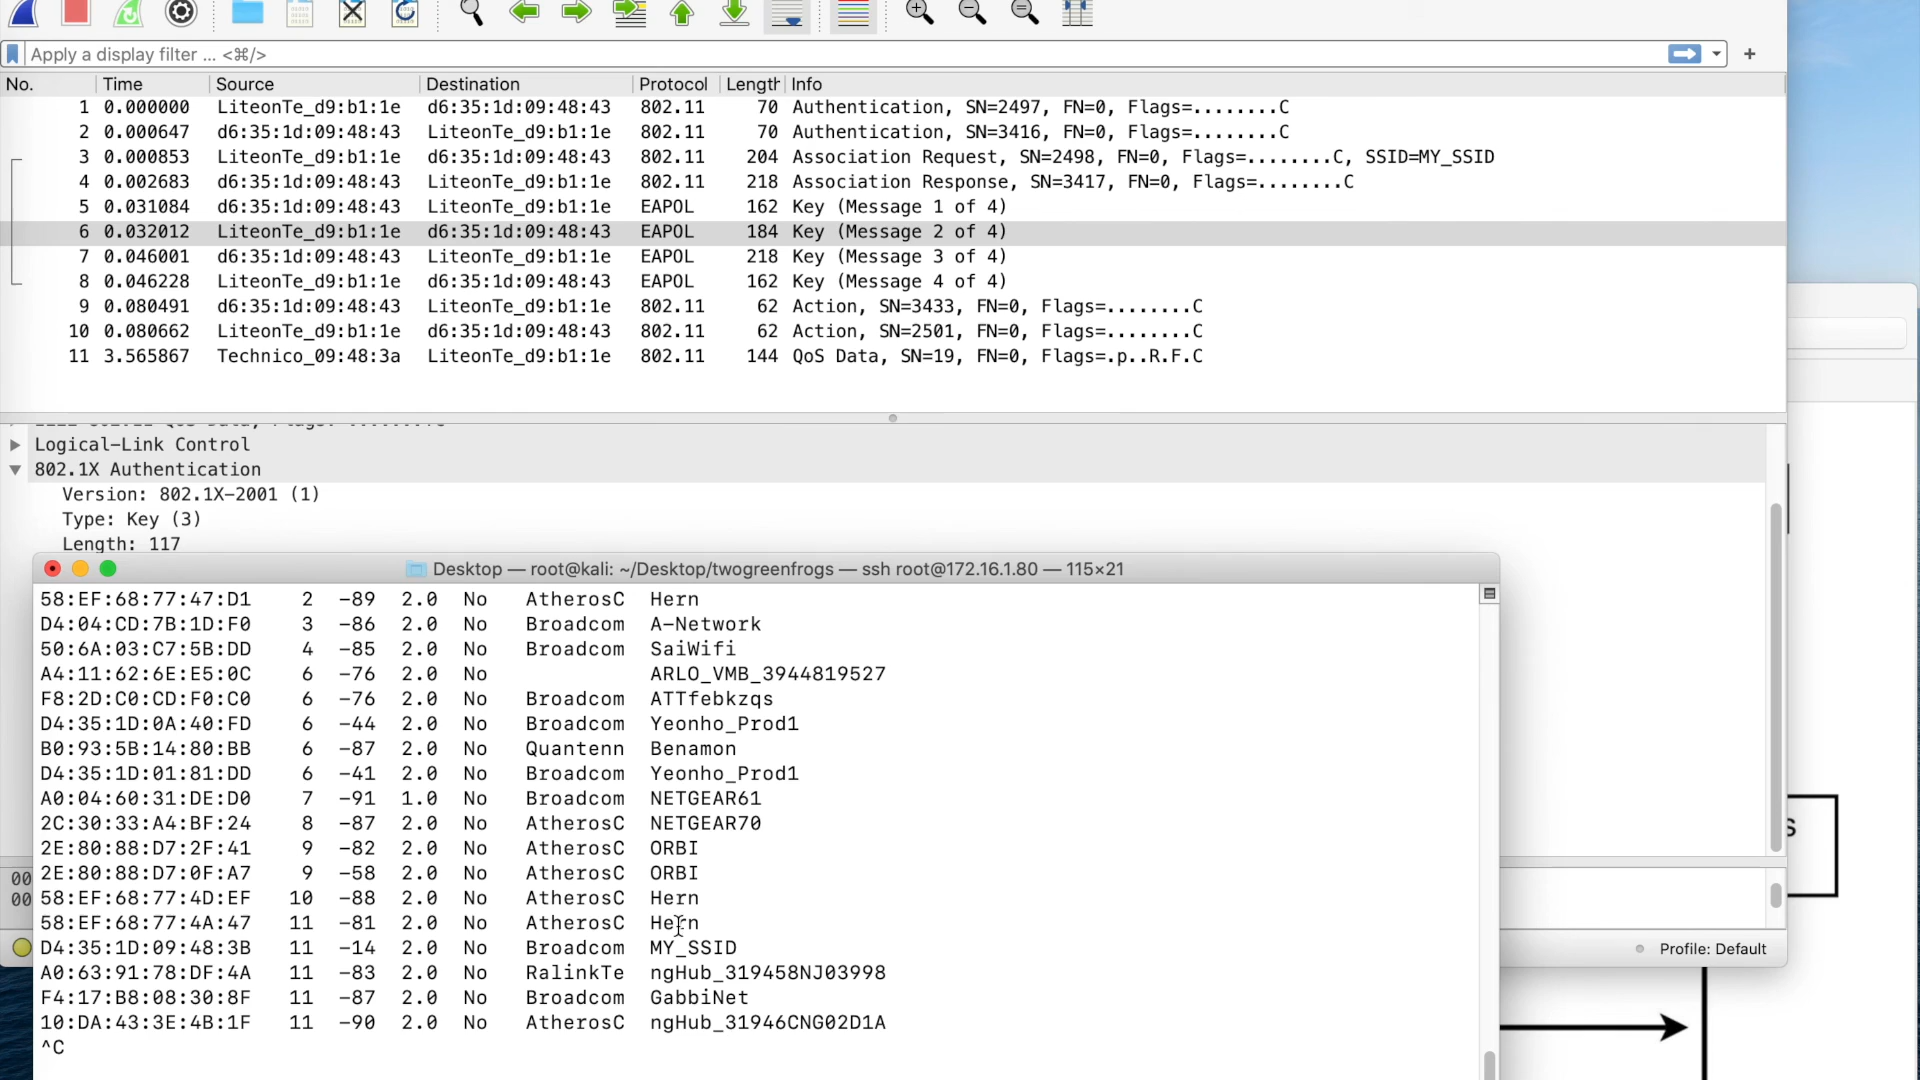 Apply a display filter ... <⌘/>
+
No. Time Source Destination Protocol Length Info
1 0.000000 LiteonTe_d9:b1:1e d6:35:1d:09:48:43 802.11 70 Authentication, SN=2497, FN=0, Flags=........C
2 0.000647 d6:35:1d:09:48:43 LiteonTe_d9:b1:1e 802.11 70 Authentication, SN=3416, FN=0, Flags=........C
3 0.000853 LiteonTe_d9:b1:1e d6:35:1d:09:48:43 802.11 204 Association Request, SN=2498, FN=0, Flags=........C, SSID=MY_SSID
4 0.002683 d6:35:1d:09:48:43 LiteonTe_d9:b1:1e 802.11 218 Association Response, SN=3417, FN=0, Flags=........C
5 0.031084 d6:35:1d:09:48:43 LiteonTe_d9:b1:1e EAPOL 162 Key (Message 1 of 4)
6 0.032012 LiteonTe_d9:b1:1e d6:35:1d:09:48:43 EAPOL 184 Key (Message 2 of 4)
7 0.046001 d6:35:1d:09:48:43 LiteonTe_d9:b1:1e EAPOL 218 Key (Message 3 of 4)
8 0.046228 LiteonTe_d9:b1:1e d6:35:1d:09:48:43 EAPOL 162 Key (Message 4 of 4)
9 0.080491 d6:35:1d:09:48:43 LiteonTe_d9:b1:1e 802.11 62 Action, SN=3433, FN=0, Flags=........C
10 0.080662 LiteonTe_d9:b1:1e d6:35:1d:09:48:43 802.11 62 Action, SN=2501, FN=0, Flags=........C
11 3.565867 Technico_09:48:3a LiteonTe_d9:b1:1e 802.11 144 QoS Data, SN=19, FN=0, Flags=.p..R.F.C
Logical-Link Control
802.1X Authentication
Version: 802.1X-2001 (1)
Type: Key (3)
Length: 117
Desktop — root@kali: ~/Desktop/twogreenfrogs — ssh root@172.16.1.80 — 115×21
58:EF:68:77:47:D1 2 -89 2.0 No AtherosC Hern
D4:04:CD:7B:1D:F0 3 -86 2.0 No Broadcom A-Network
50:6A:03:C7:5B:DD 4 -85 2.0 No Broadcom SaiWifi
A4:11:62:6E:E5:0C 6 -76 2.0 No ARLO_VMB_3944819527
F8:2D:C0:CD:F0:C0 6 -76 2.0 No Broadcom ATTfebkzqs
D4:35:1D:0A:40:FD 6 -44 2.0 No Broadcom Yeonho_Prod1
B0:93:5B:14:80:BB 6 -87 2.0 No Quantenn Benamon
D4:35:1D:01:81:DD 6 -41 2.0 No Broadcom Yeonho_Prod1
A0:04:60:31:DE:D0 7 -91 1.0 No Broadcom NETGEAR61
2C:30:33:A4:BF:24 8 -87 2.0 No AtherosC NETGEAR70
2E:80:88:D7:2F:41 9 -82 2.0 No AtherosC ORBI
2E:80:88:D7:0F:A7 9 -58 2.0 No AtherosC ORBI
58:EF:68:77:4D:EF 10 -88 2.0 No AtherosC Hern
58:EF:68:77:4A:47 11 -81 2.0 No AtherosC Hern
D4:35:1D:09:48:3B 11 -14 2.0 No Broadcom MY_SSID
A0:63:91:78:DF:4A 11 -83 2.0 No RalinkTe ngHub_319458NJ03998
F4:17:B8:08:30:8F 11 -87 2.0 No Broadcom GabbiNet
10:DA:43:3E:4B:1F 11 -90 2.0 No AtherosC ngHub_31946CNG02D1A
^C
00
00
Profile: Default
S